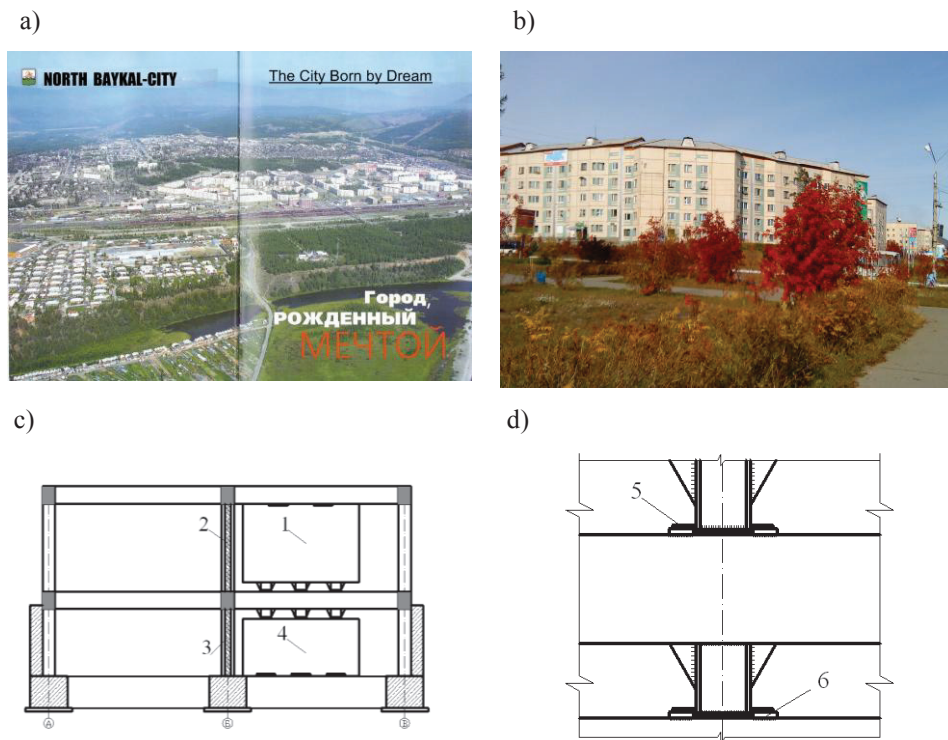 a)
b)
NORTH BAYKAL-CITY
The City Born by Dream
Город,
РОЖДЕННЫЙ
МЕЧТОЙ
c)
d)
2
1
3
4
А
Б
В
5
6